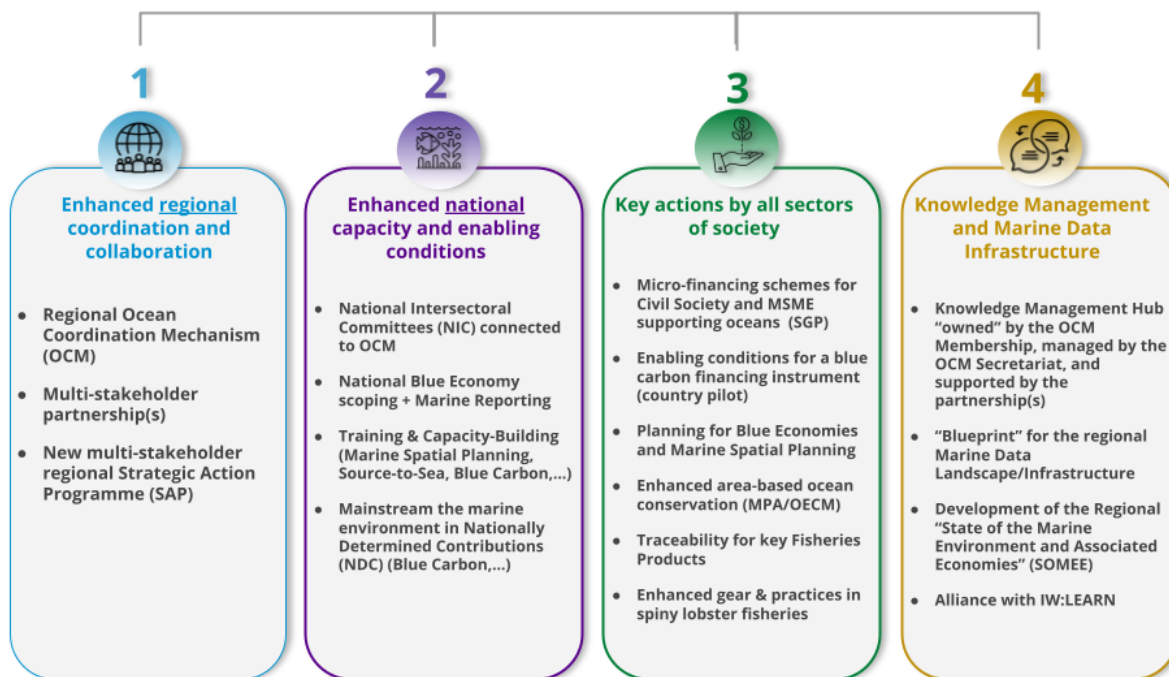 1
Enhanced regional
coordination and
collaboration
● Regional Ocean
Coordination Mechanism
(OCM)
● Multi-stakeholder
partnership(s)
● New multi-stakeholder
regional Strategic Action
Programme (SAP)
2
Enhanced national
capacity and enabling
conditions
● National Intersectoral
Committees (NIC) connected
to OCM
● National Blue Economy
scoping + Marine Reporting
● Training & Capacity-Building
(Marine Spatial Planning,
Source-to-Sea, Blue Carbon,...)
● Mainstream the marine
environment in Nationally
Determined Contributions
(NDC) (Blue Carbon,...)
3
Key actions by all sectors
of society
● Micro-financing schemes for
Civil Society and MSME
supporting oceans (SGP)
● Enabling conditions for a blue
carbon financing instrument
(country pilot)
● Planning for Blue Economies
and Marine Spatial Planning
● Enhanced area-based ocean
conservation (MPA/OECM)
● Traceability for key Fisheries
Products
● Enhanced gear & practices in
spiny lobster fisheries
4
Knowledge Management
and Marine Data
Infrastructure
● Knowledge Management Hub
“owned” by the OCM
Membership, managed by the
OCM Secretariat, and
supported by the
partnership(s)
● “Blueprint” for the regional
Marine Data
Landscape/Infrastructure
● Development of the Regional
“State of the Marine
Environment and Associated
Economies” (SOMEE)
● Alliance with IW:LEARN